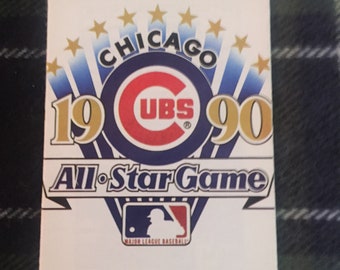 CHICAGO
19 CUBS ® 90
All·Star Game
MAJOR LEAGUE BASEBALL